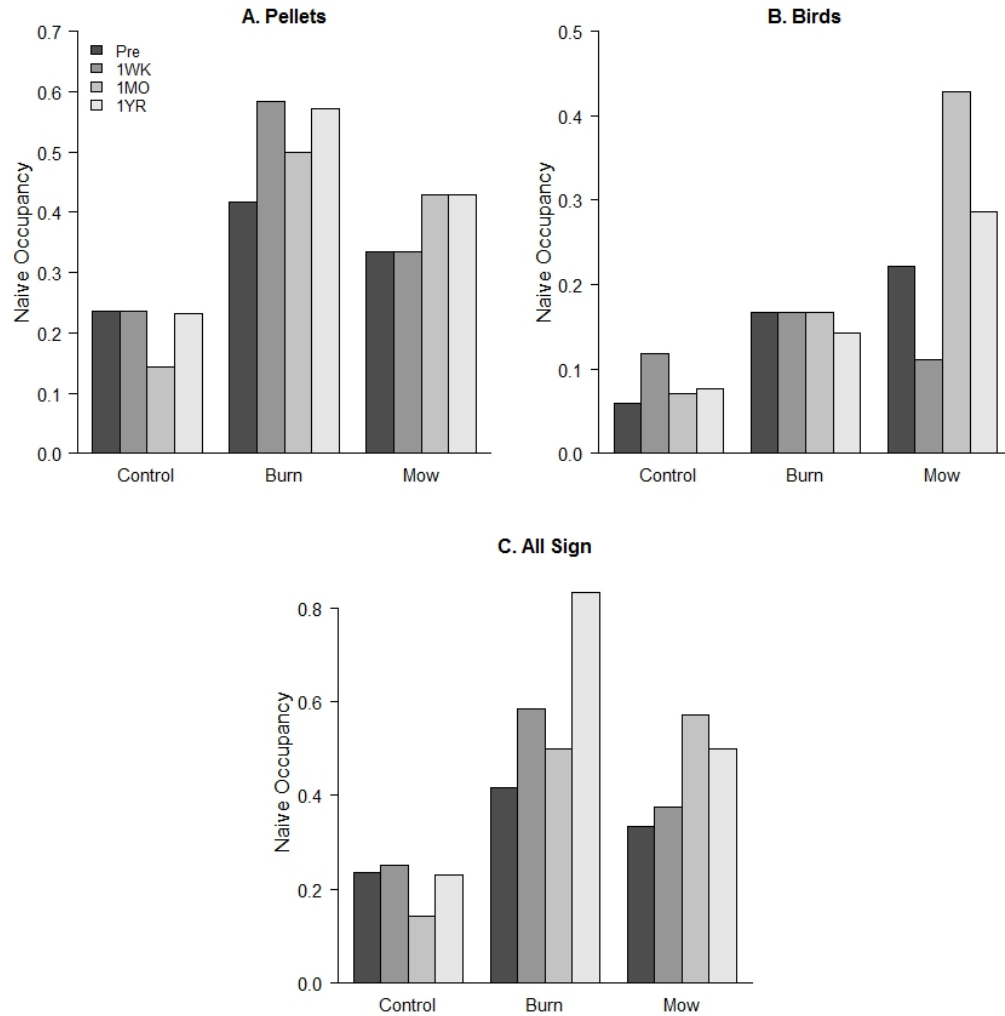 A. Pellets
Pre
1WK
1MO
1YR
Naive Occupancy
0.7
0.6
0.5
0.4
0.3
0.2
0.1
0.0
Control Burn Mow
B. Birds
Naive Occupancy
0.5
0.4
0.3
0.2
0.1
0.0
Control Burn Mow
C. All Sign
Naive Occupancy
0.8
0.6
0.4
0.2
0.0
Control Burn Mow